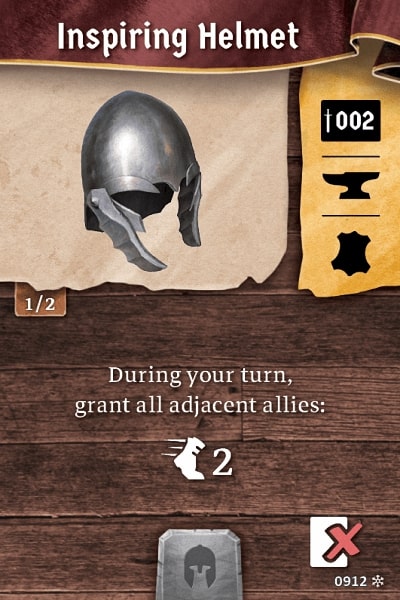 Inspiring Helmet
002
1/2
During your turn,
grant all adjacent allies:
2
0912